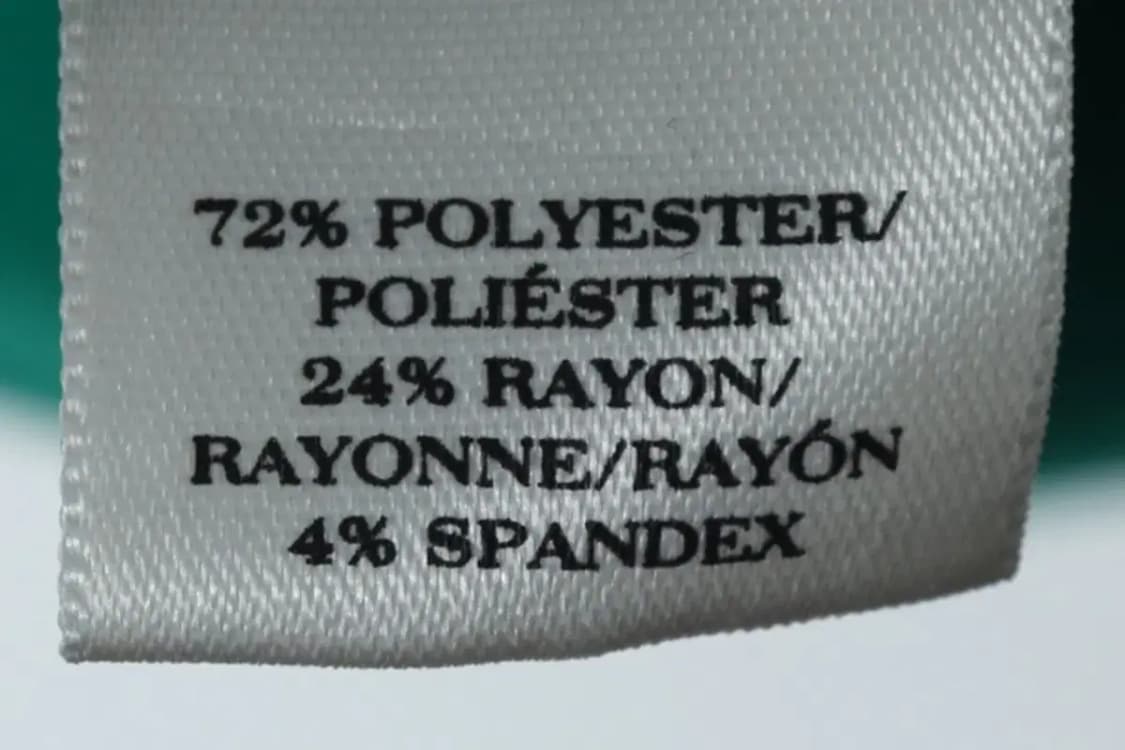 72% POLYESTER/
POLIÉSTER
24% RAYON/
RAYONNE/RAYÓN
4% SPANDEX